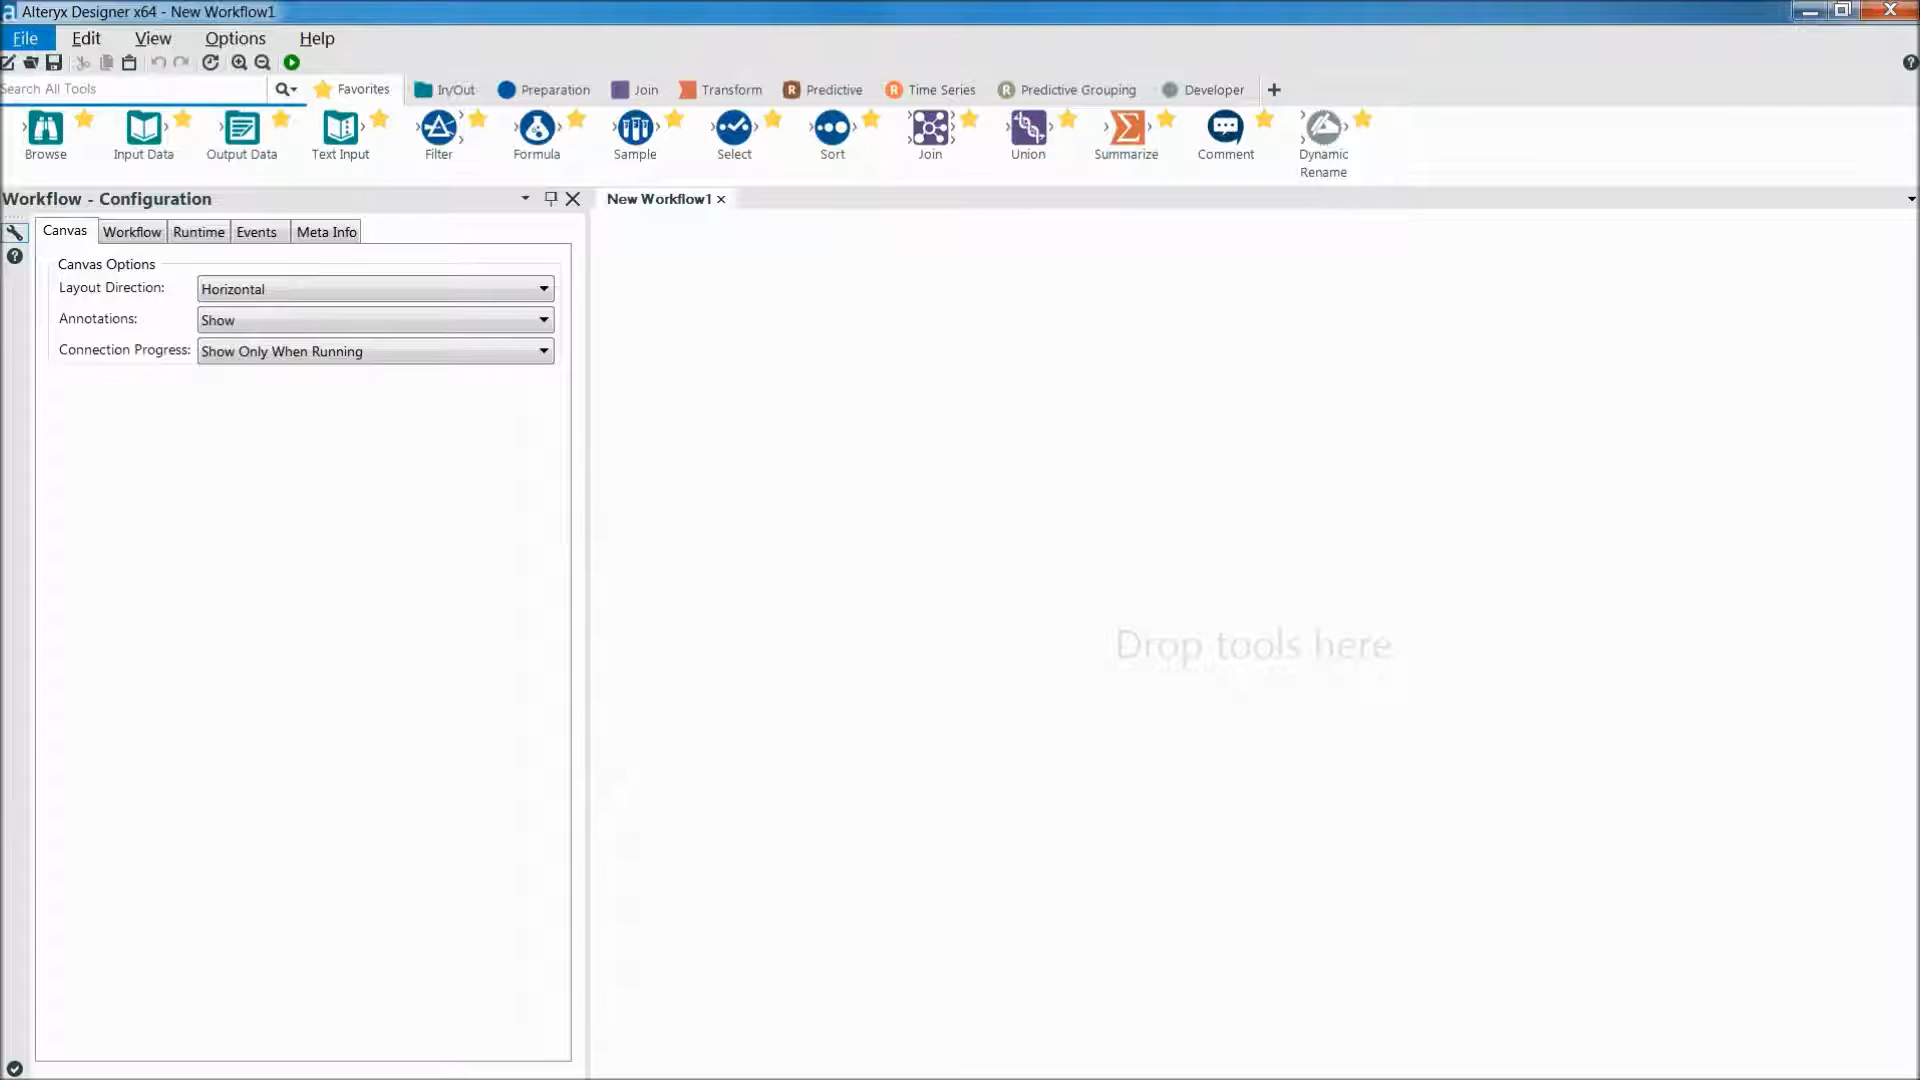 Alteryx Designer x64 - New Workflow1
File Edit View Options Help
Search All Tools Favorites In/Out Preparation Join Transform Predictive Time Series Predictive Grouping Developer
Browse Input Data Output Data Text Input Filter Formula Sample Select Sort Join Union Summarize Comment Dynamic Rename
Workflow - Configuration
New Workflow1
Canvas Workflow Runtime Events Meta Info
Canvas Options
Layout Direction: Horizontal
Annotations: Show
Connection Progress: Show Only When Running
Drop tools here